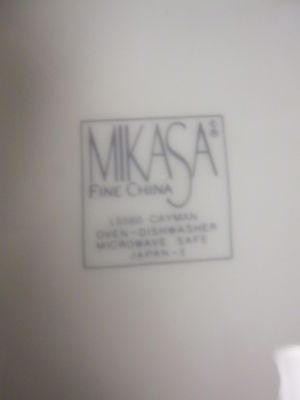 MIKASA®
FINE CHINA
CAYMAN
OVEN-DISHWASHER
MICROWAVE SAFE
JAPAN-E